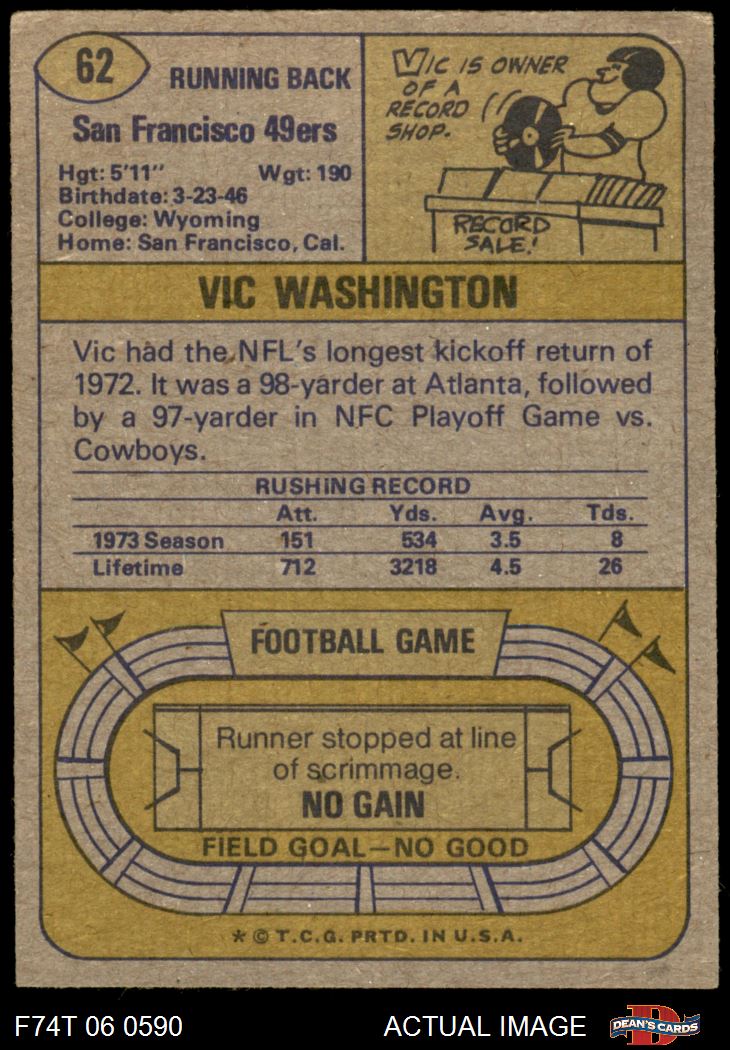 62
RUNNING BACK
San Francisco 49ers
Hgt: 5'11" Wgt: 190
Birthdate: 3-23-46
College: Wyoming
Home: San Francisco, Cal.
VIC IS OWNER
OF A
RECORD
SHOP.
RECORD
SALE!
VIC WASHINGTON
Vic had the NFL's longest kickoff return of
1972. It was a 98-yarder at Atlanta, followed
by a 97-yarder in NFC Playoff Game vs.
Cowboys.
RUSHING RECORD
Att. Yds. Avg. Tds.
1973 Season 151 534 3.5 8
Lifetime 712 3218 4.5 26
FOOTBALL GAME
Runner stopped at line
of scrimmage.
NO GAIN
FIELD GOAL—NO GOOD
* © T.C.G. PRTD. IN U.S.A.
F74T 06 0590 ACTUAL IMAGE D DEAN'S CARDS